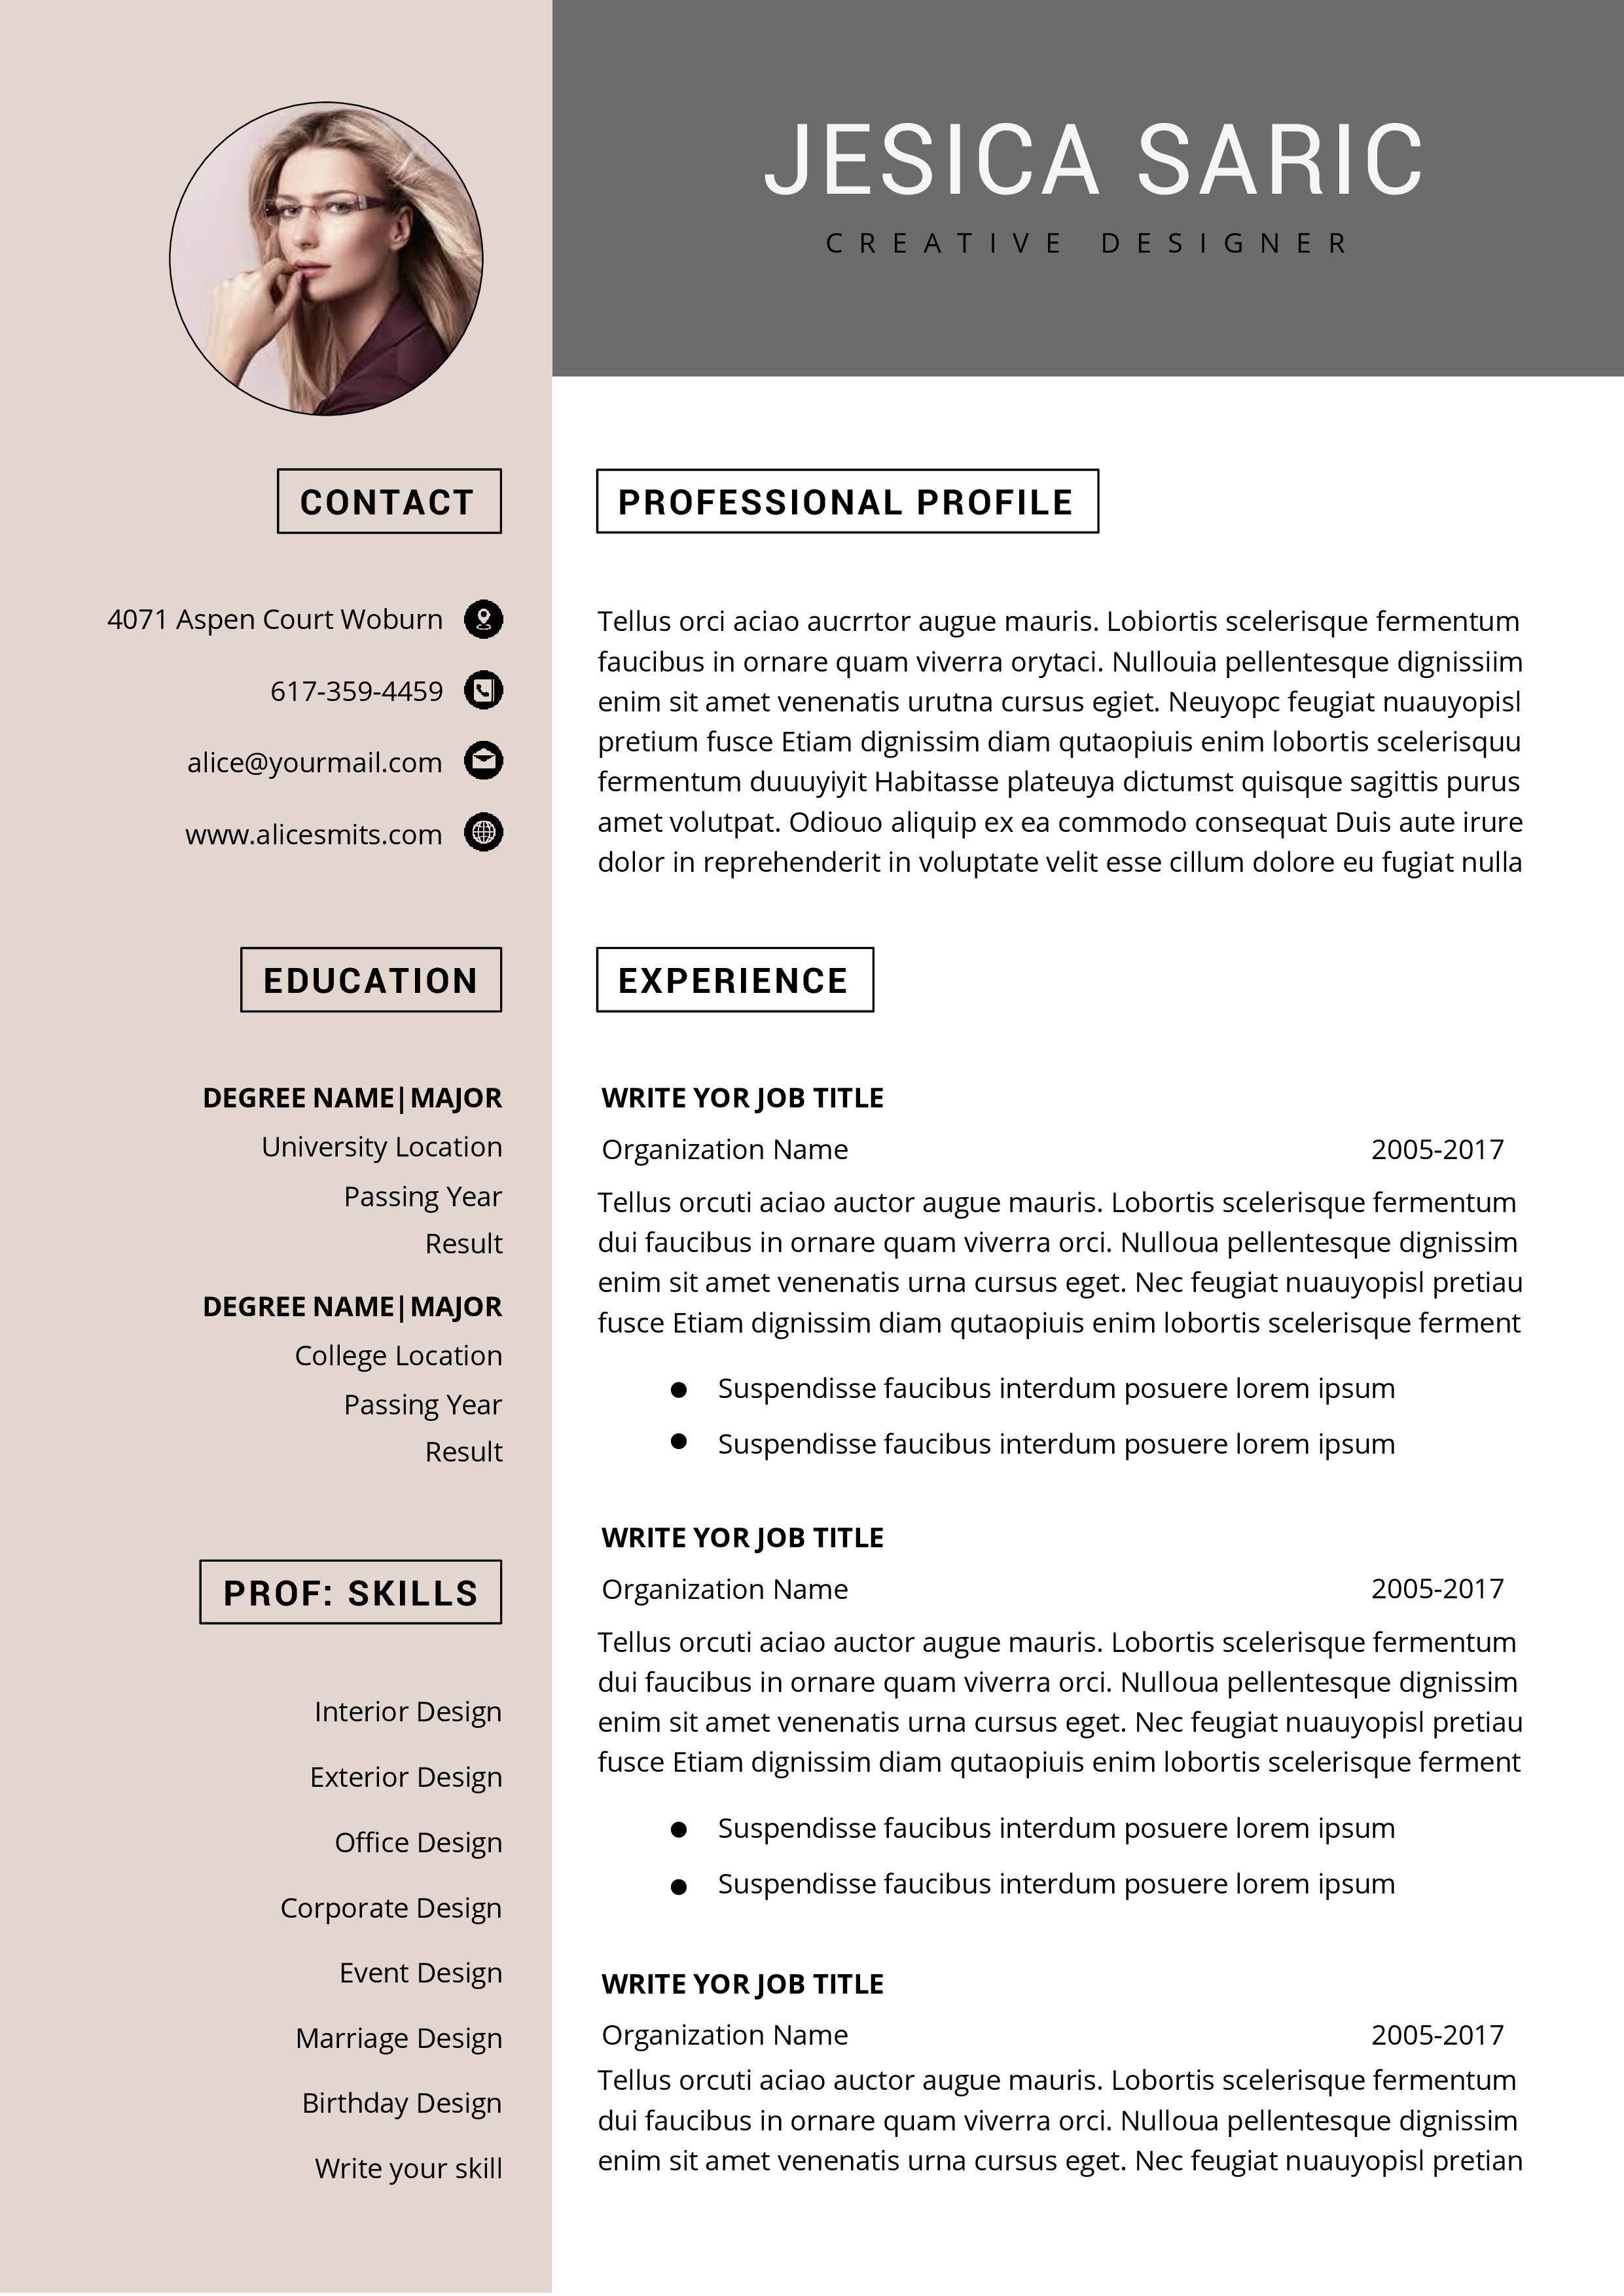 JESICA SARIC
CREATIVE DESIGNER
CONTACT
4071 Aspen Court Woburn
617-359-4459
alice@yourmail.com
www.alicesmits.com
EDUCATION
DEGREE NAME|MAJOR
University Location
Passing Year
Result
DEGREE NAME|MAJOR
College Location
Passing Year
Result
PROF: SKILLS
Interior Design
Exterior Design
Office Design
Corporate Design
Event Design
Marriage Design
Birthday Design
Write your skill
PROFESSIONAL PROFILE
Tellus orci aciao aucrrtor augue mauris. Lobiortis scelerisque fermentum
faucibus in ornare quam viverra orytaci. Nullouia pellentesque dignissiim
enim sit amet venenatis urutna cursus egiet. Neuyopc feugiat nuauyopisl
pretium fusce Etiam dignissim diam qutaopiuis enim lobortis scelerisquu
fermentum duuuyiyit Habitasse plateuya dictumst quisque sagittis purus
amet volutpat. Odiouo aliquip ex ea commodo consequat Duis aute irure
dolor in reprehenderit in voluptate velit esse cillum dolore eu fugiat nulla
EXPERIENCE
WRITE YOR JOB TITLE
Organization Name 2005-2017
Tellus orcuti aciao auctor augue mauris. Lobortis scelerisque fermentum
dui faucibus in ornare quam viverra orci. Nulloua pellentesque dignissim
enim sit amet venenatis urna cursus eget. Nec feugiat nuauyopisl pretiau
fusce Etiam dignissim diam qutaopiuis enim lobortis scelerisque ferment
● Suspendisse faucibus interdum posuere lorem ipsum
● Suspendisse faucibus interdum posuere lorem ipsum
WRITE YOR JOB TITLE
Organization Name 2005-2017
Tellus orcuti aciao auctor augue mauris. Lobortis scelerisque fermentum
dui faucibus in ornare quam viverra orci. Nulloua pellentesque dignissim
enim sit amet venenatis urna cursus eget. Nec feugiat nuauyopisl pretiau
fusce Etiam dignissim diam qutaopiuis enim lobortis scelerisque ferment
● Suspendisse faucibus interdum posuere lorem ipsum
● Suspendisse faucibus interdum posuere lorem ipsum
WRITE YOR JOB TITLE
Organization Name 2005-2017
Tellus orcuti aciao auctor augue mauris. Lobortis scelerisque fermentum
dui faucibus in ornare quam viverra orci. Nulloua pellentesque dignissim
enim sit amet venenatis urna cursus eget. Nec feugiat nuauyopisl pretian